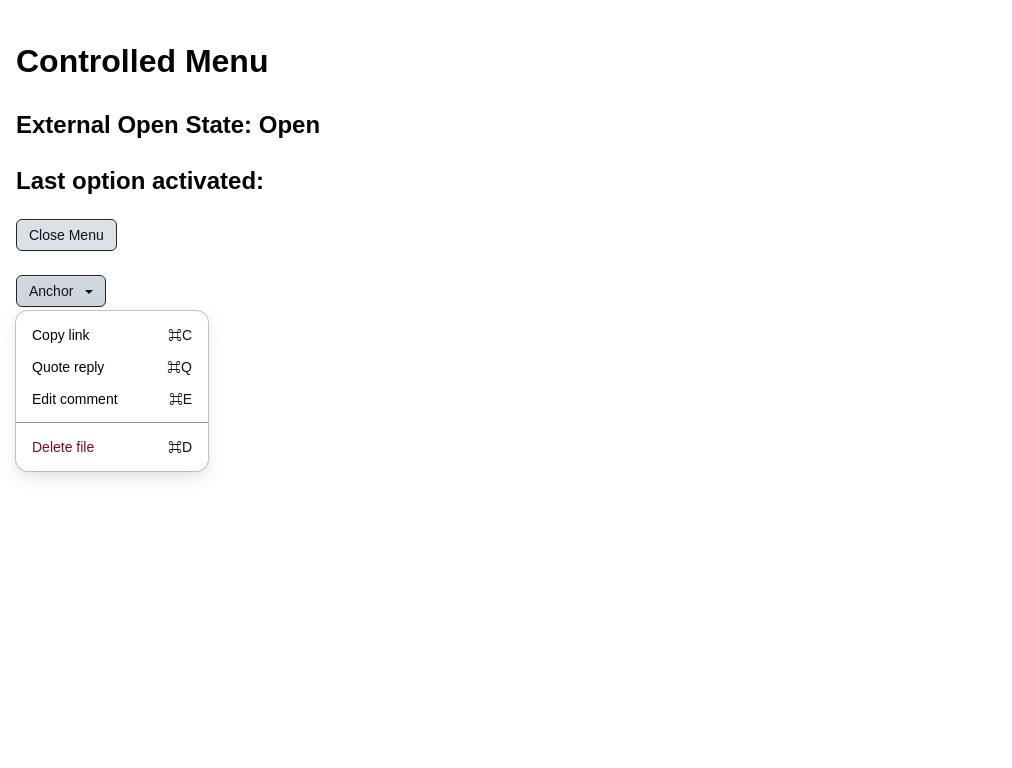 Controlled Menu
External Open State: Open
Last option activated:
Close Menu
Anchor
Copy link ⌘C
Quote reply ⌘Q
Edit comment ⌘E
Delete file ⌘D